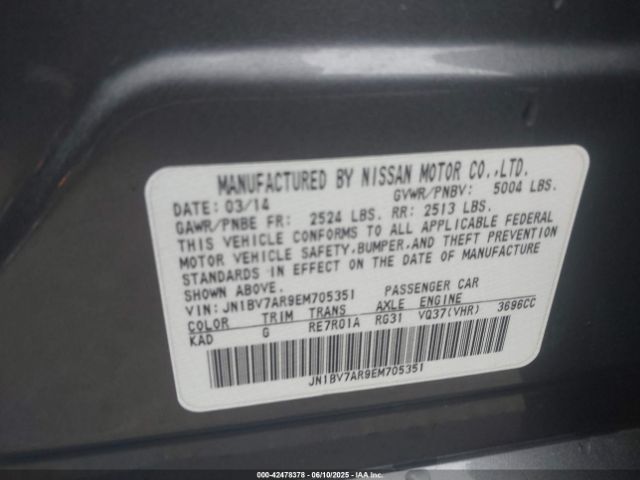 MANUFACTURED BY NISSAN MOTOR CO.,LTD.
DATE: 03/14 GVWR/PNBV: 5004 LBS.
GAWR/PNBE FR: 2524 LBS. RR: 2513 LBS.
THIS VEHICLE CONFORMS TO ALL APPLICABLE FEDERAL
MOTOR VEHICLE SAFETY,BUMPER,AND THEFT PREVENTION
STANDARDS IN EFFECT ON THE DATE OF MANUFACTURE
SHOWN ABOVE.
VIN: JN1BV7AR9EM705351 PASSENGER CAR
COLOR TRIM TRANS AXLE ENGINE
KAD G RE7R01A RG31 VQ37(VHR) 3696CC
JN1BV7AR9EM705351
000-42478378 - 06/10/2025 - IAAI.COM